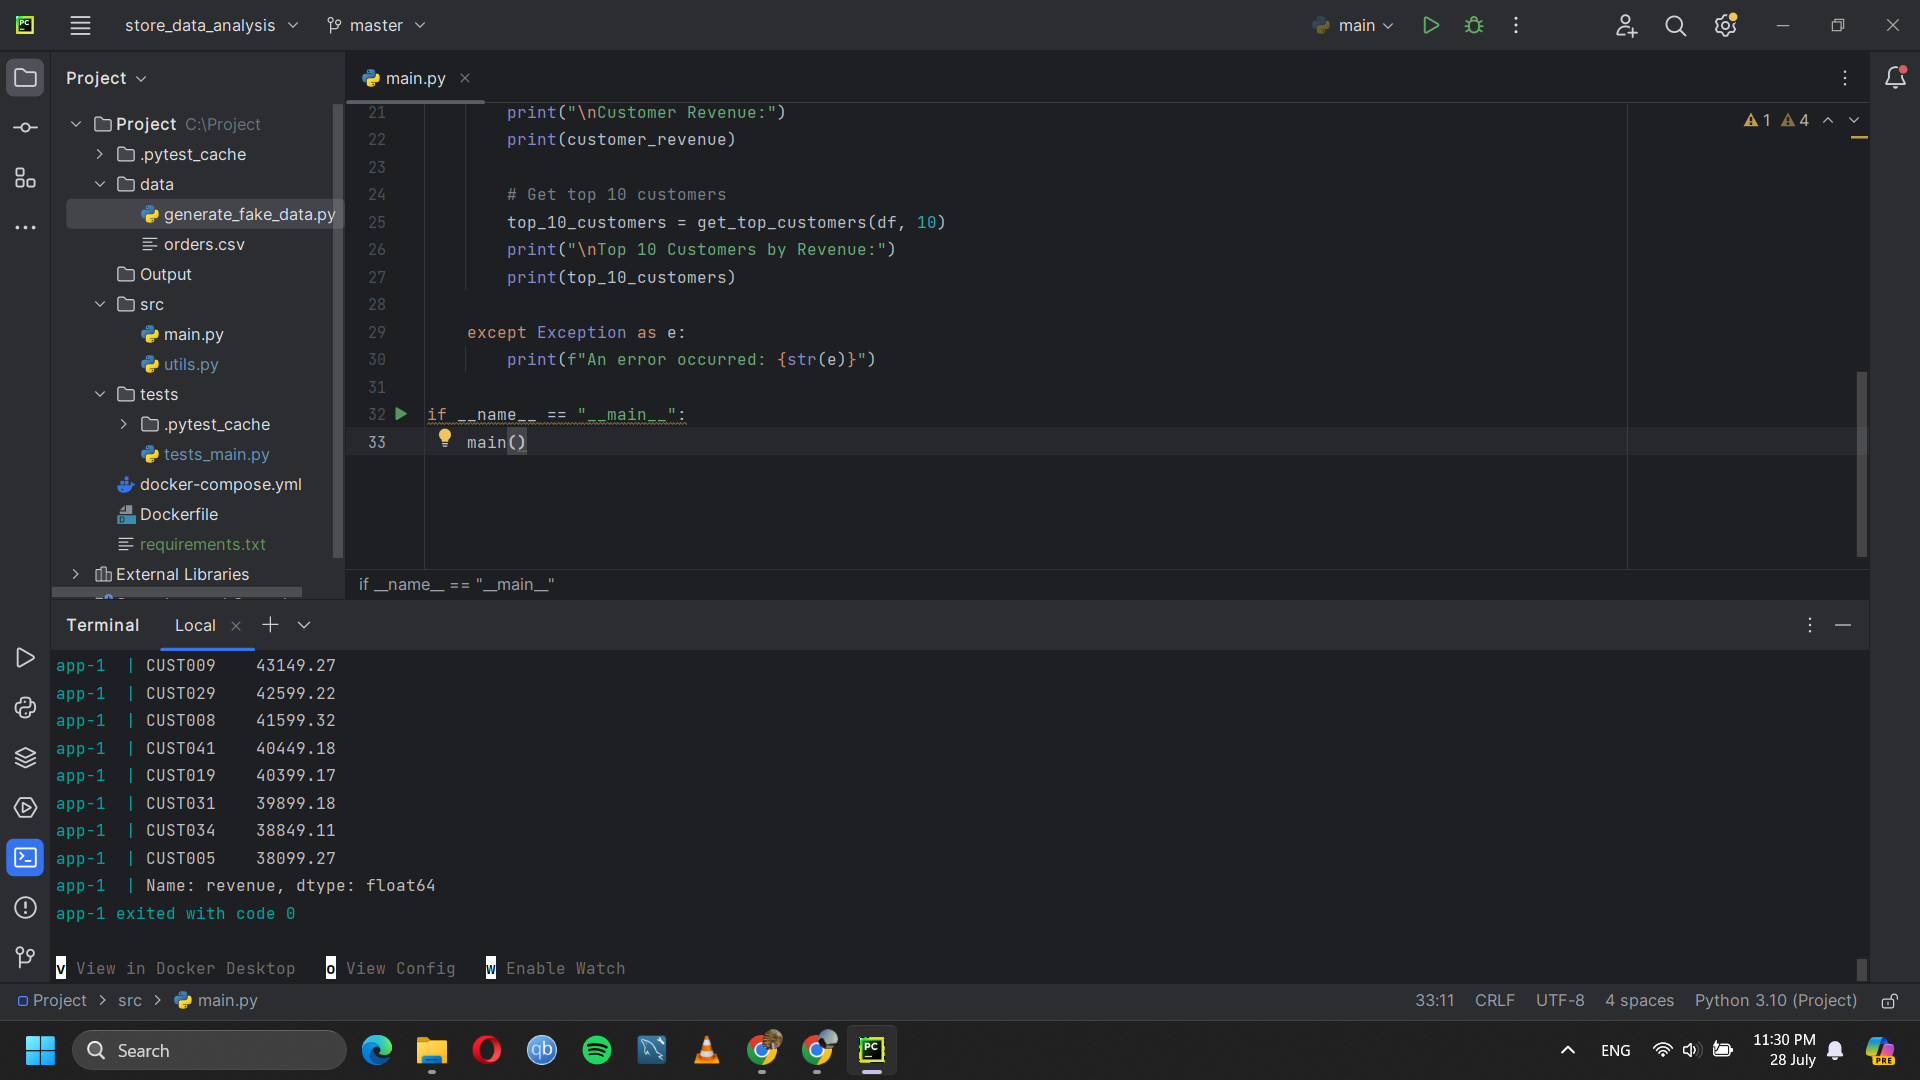 PC
store_data_analysis
master
main
Project
main.py
Project C:\Project
.pytest_cache
data
generate_fake_data.py
orders.csv
Output
src
main.py
utils.py
tests
.pytest_cache
tests_main.py
docker-compose.yml
Dockerfile
requirements.txt
External Libraries
21 print("\nCustomer Revenue:")
22 print(customer_revenue)
23
24 # Get top 10 customers
25 top_10_customers = get_top_customers(df, 10)
26 print("\nTop 10 Customers by Revenue:")
27 print(top_10_customers)
28
29 except Exception as e:
30 print(f"An error occurred: {str(e)}")
31
32 if __name__ == "__main__":
33 main()
1 4
if __name__ == "__main__"
Terminal Local
app-1 | CUST009 43149.27
app-1 | CUST029 42599.22
app-1 | CUST008 41599.32
app-1 | CUST041 40449.18
app-1 | CUST019 40399.17
app-1 | CUST031 39899.18
app-1 | CUST034 38849.11
app-1 | CUST005 38099.27
app-1 | Name: revenue, dtype: float64
app-1 exited with code 0
v View in Docker Desktop o View Config w Enable Watch
Project > src > main.py
33:11 CRLF UTF-8 4 spaces Python 3.10 (Project)
Search
qb
PC
ENG
11:30 PM
28 July
PRE